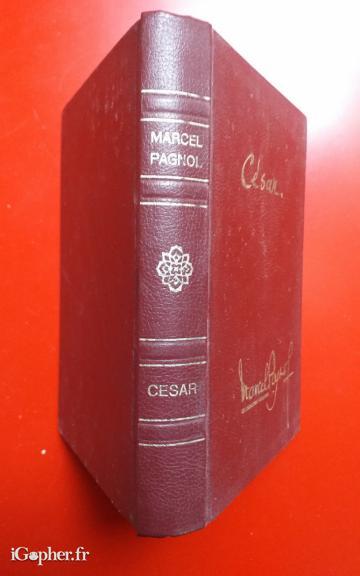 MARCEL
PAGNOL
CESAR
César.
Marcel Pagnol
iGopher.fr